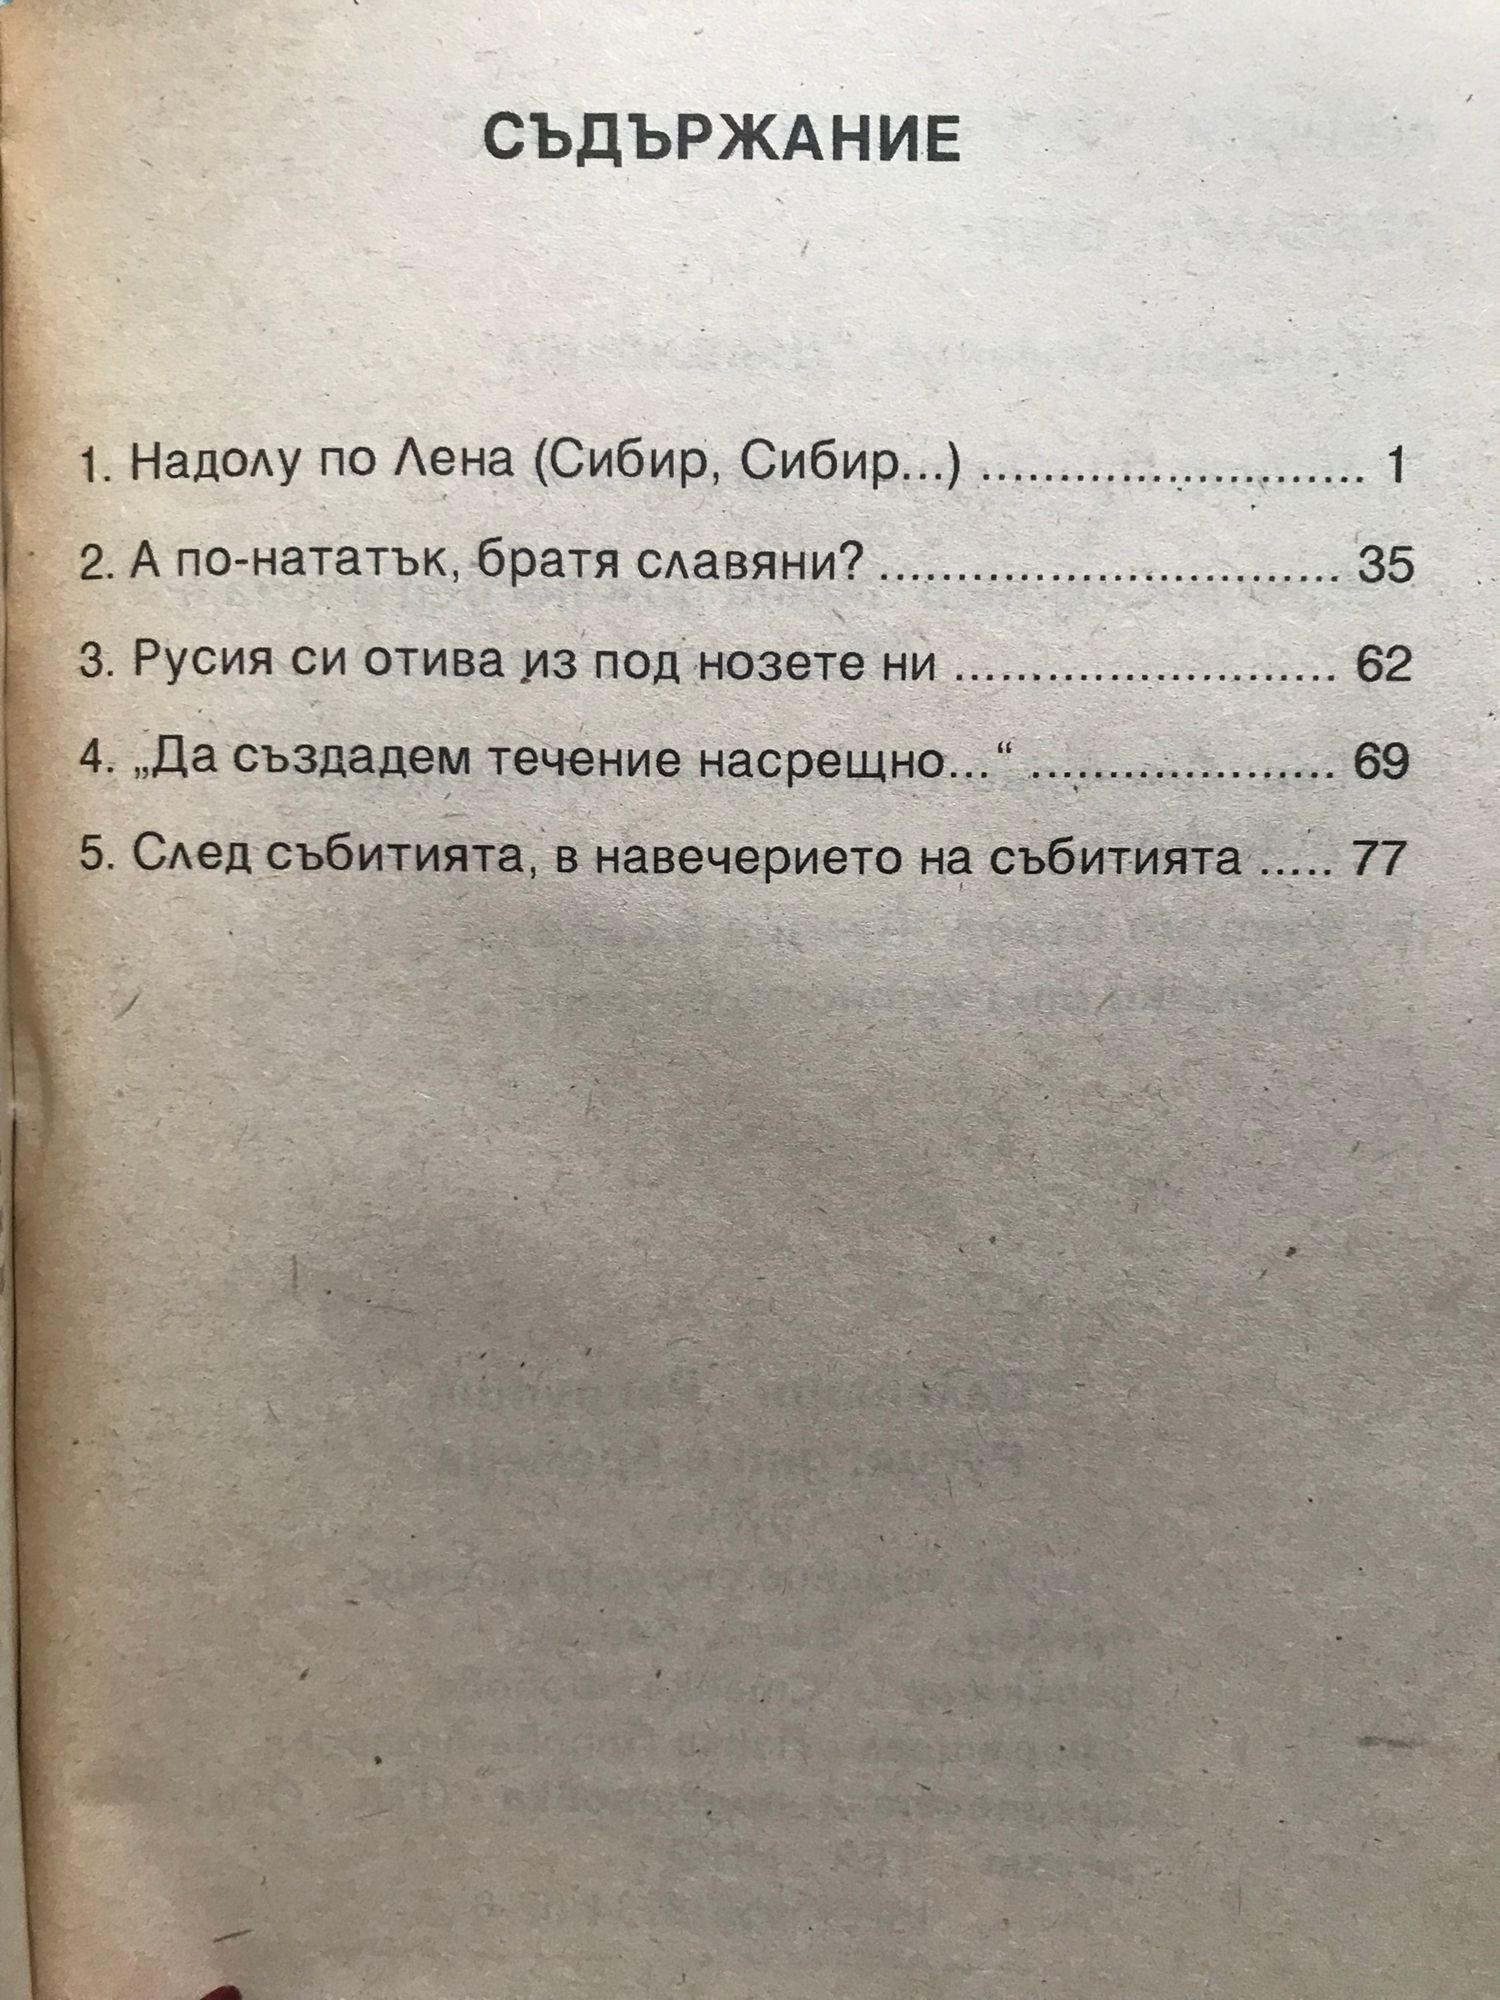 СЪДЪРЖАНИЕ
1. Надолу по Лена (Сибир, Сибир...) ........................ 1
2. А по-нататък, братя славяни? .............................. 35
3. Русия си отива из под нозете ни ........................ 62
4. „Да създадем течение насрещно...“ .................... 69
5. След събитията, в навечерието на събитията ..... 77